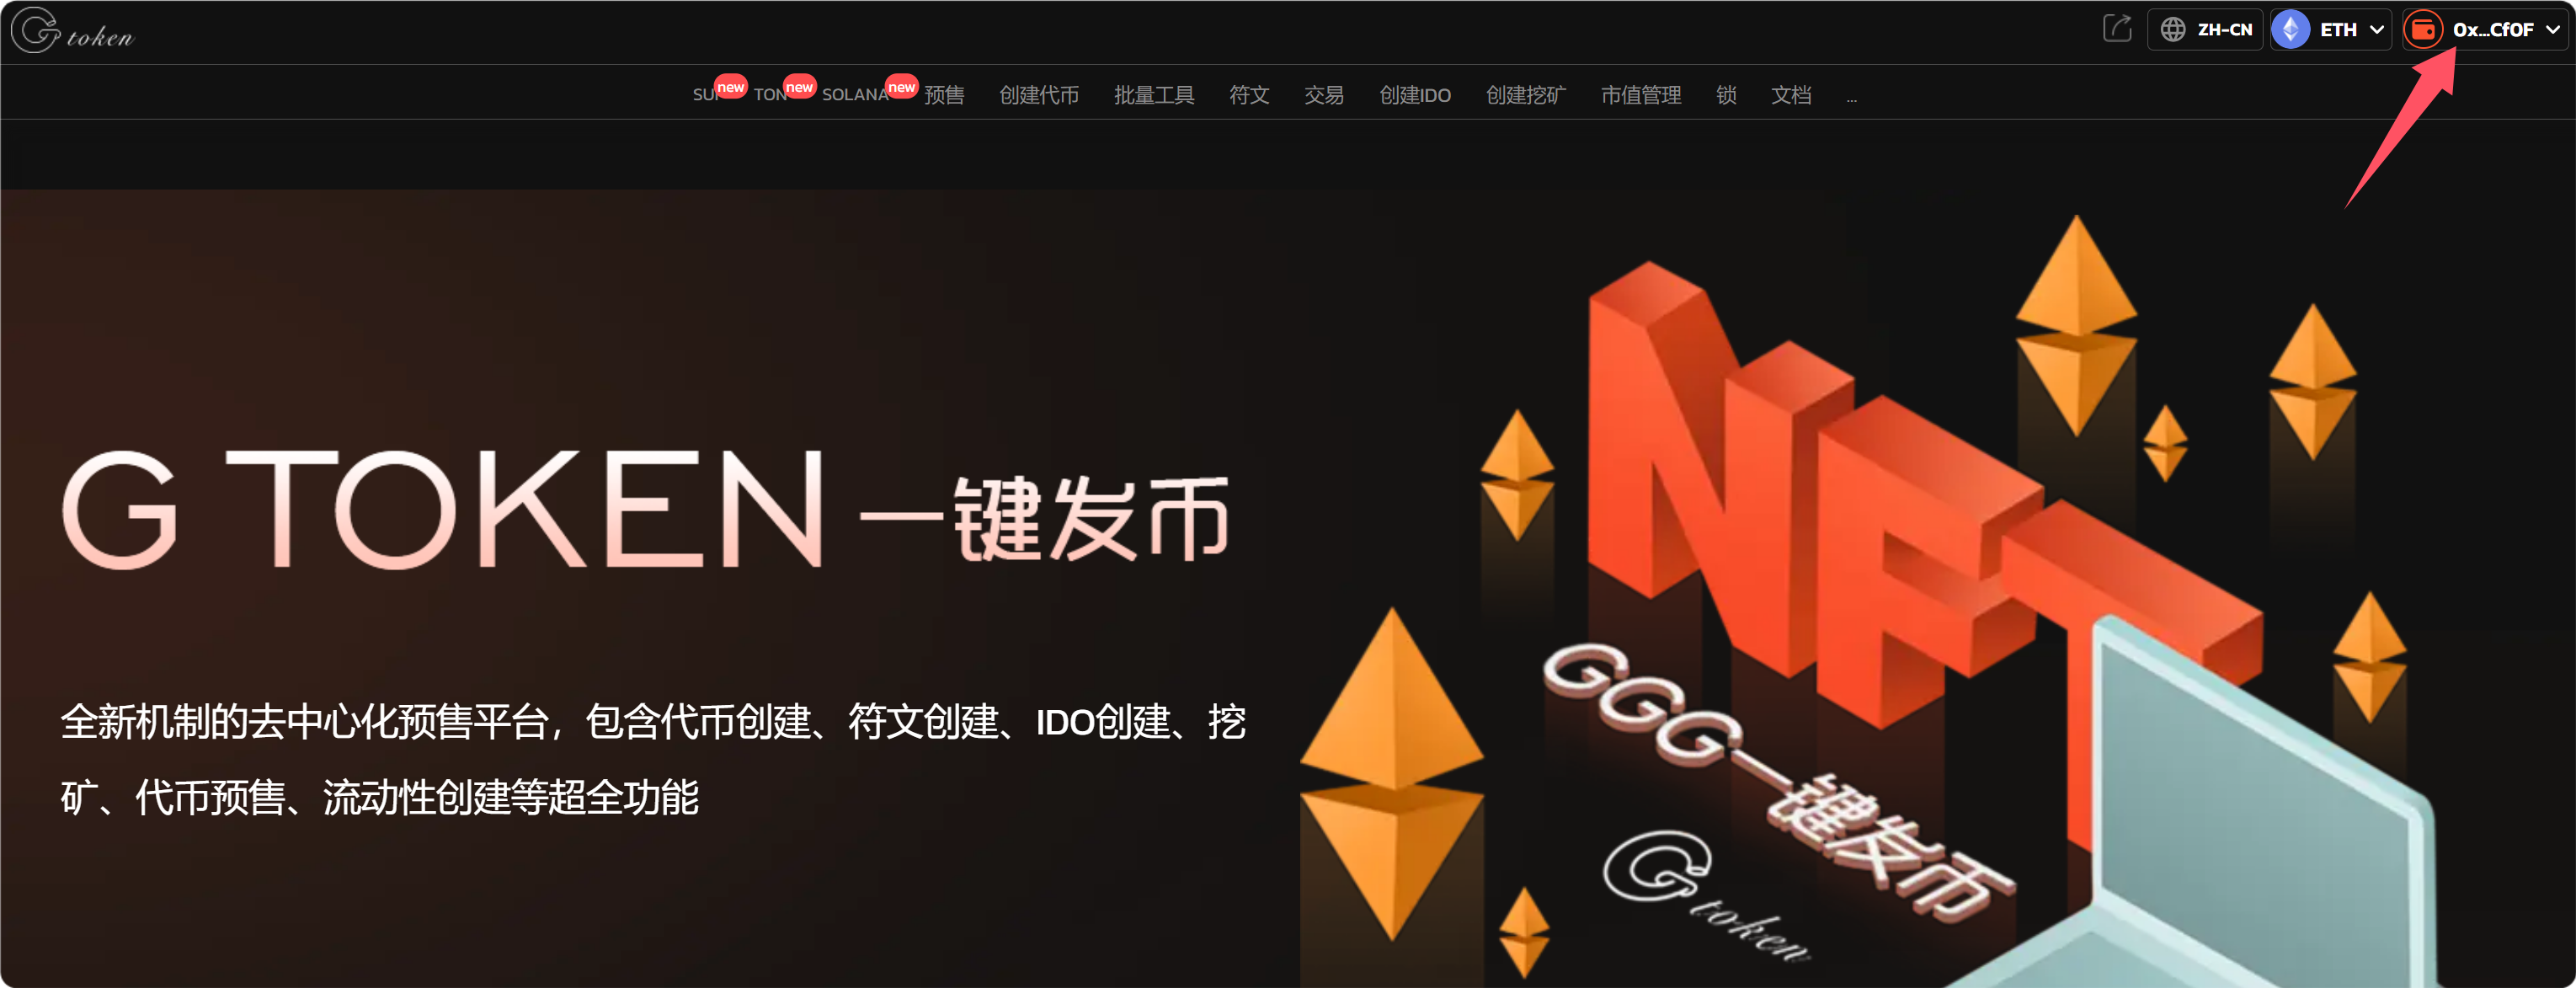 G token
ZH-CN
ETH
0x...Cf0F
new
TON
new
SOLANA
new
预售
创建代币
批量工具
符文
交易
创建IDO
创建挖矿
市值管理
锁
文档
...
G TOKEN 一键发币
全新机制的去中心化预售平台，包含代币创建、符文创建、IDO创建、挖
矿、代币预售、流动性创建等超全功能
NFT
GGG一键发币
G token